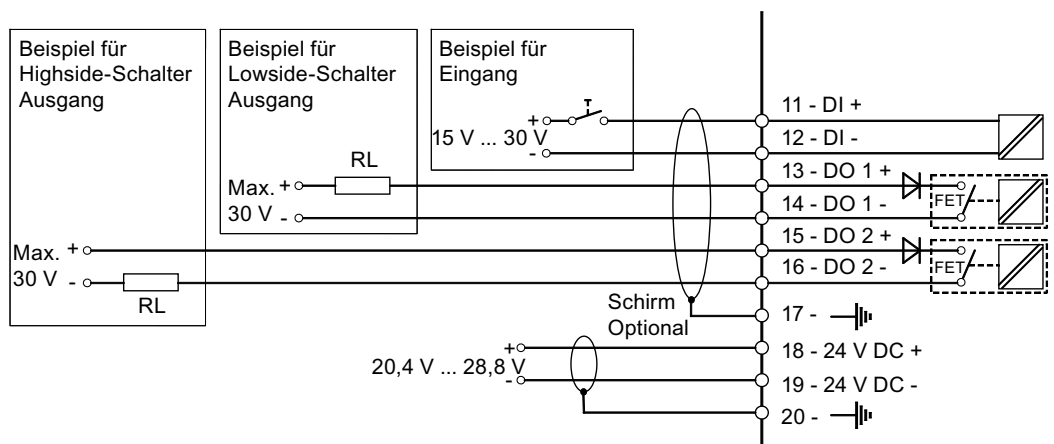 Beispiel für
Highside-Schalter
Ausgang
Beispiel für
Lowside-Schalter
Ausgang
Beispiel für
Eingang
+
15 V ... 30 V
-
RL
Max. +
30 V -
Max. +
30 V -
RL
11 - DI +
12 - DI -
13 - DO 1 +
14 - DO 1 -
FET
15 - DO 2 +
16 - DO 2 -
FET
Schirm
Optional
17 -
+
20,4 V ... 28,8 V
-
18 - 24 V DC +
19 - 24 V DC -
20 -